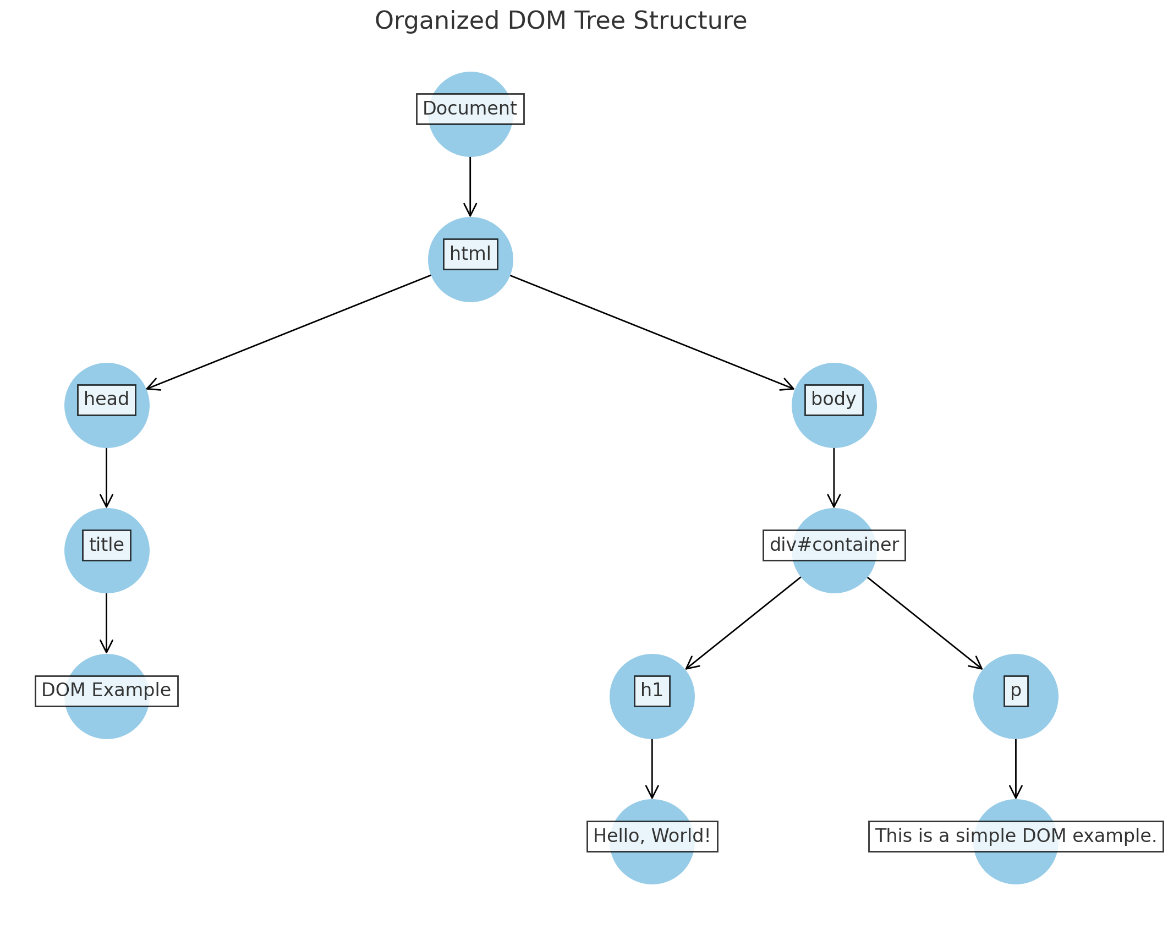 Organized DOM Tree Structure
Document
html
head
body
title
div#container
DOM Example
h1
p
Hello, World!
This is a simple DOM example.